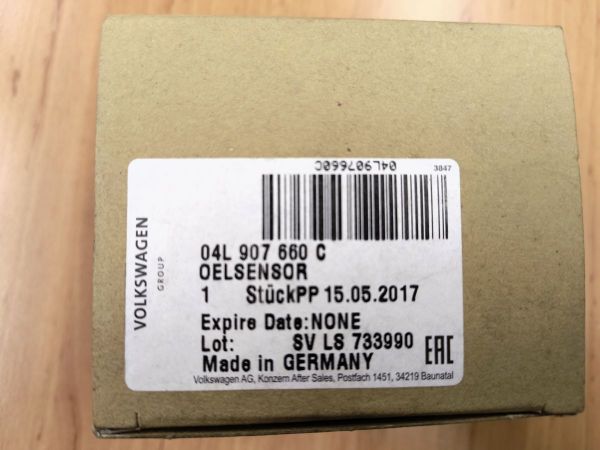 VOLKSWAGEN
GROUP
04L907660C
3847
04L 907 660 C
OELSENSOR
1 StückPP 15.05.2017
Expire Date:NONE
Lot: SV LS 733990
Made in GERMANY
EAC
Volkswagen AG, Konzern After Sales, Postfach 1451, 34219 Baunatal